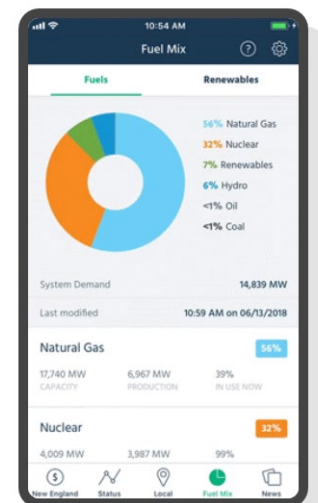 10:54 AM
Fuel Mix
?
Fuels Renewables
56% Natural Gas
32% Nuclear
7% Renewables
6% Hydro
<1% Oil
<1% Coal
System Demand 14,839 MW
Last modified 10:59 AM on 06/13/2018
Natural Gas 56%
17,740 MW 6,967 MW 39%
CAPACITY PRODUCTION IN USE NOW
Nuclear 32%
4,009 MW 3,987 MW 99%
$
New England Status Local Fuel Mix News